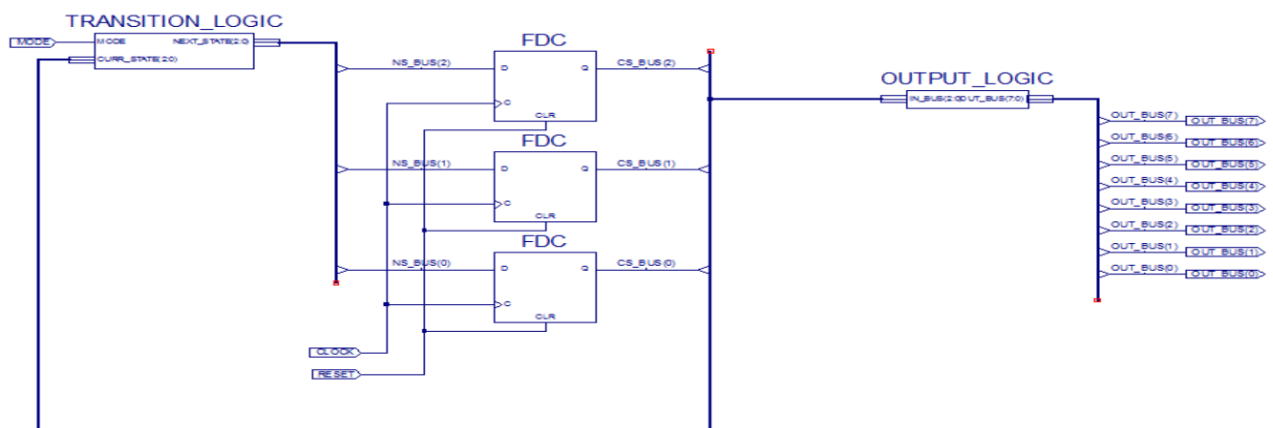 TRANSITION_LOGIC
MODE
MODE
NEXT_STATE(2:0)
CURR_STATE(2:0)
FDC
NS_BUS(2)
D
Q
CS_BUS(2)
C
CLR
FDC
NS_BUS(1)
D
Q
CS_BUS(1)
C
CLR
FDC
NS_BUS(0)
D
Q
CS_BUS(0)
C
CLR
CLOCK
RESET
OUTPUT_LOGIC
IN_BUS(2:0)
OUT_BUS(7:0)
OUT_BUS(7)
OUT_BUS(7)
OUT_BUS(6)
OUT_BUS(6)
OUT_BUS(5)
OUT_BUS(5)
OUT_BUS(4)
OUT_BUS(4)
OUT_BUS(3)
OUT_BUS(3)
OUT_BUS(2)
OUT_BUS(2)
OUT_BUS(1)
OUT_BUS(1)
OUT_BUS(0)
OUT_BUS(0)